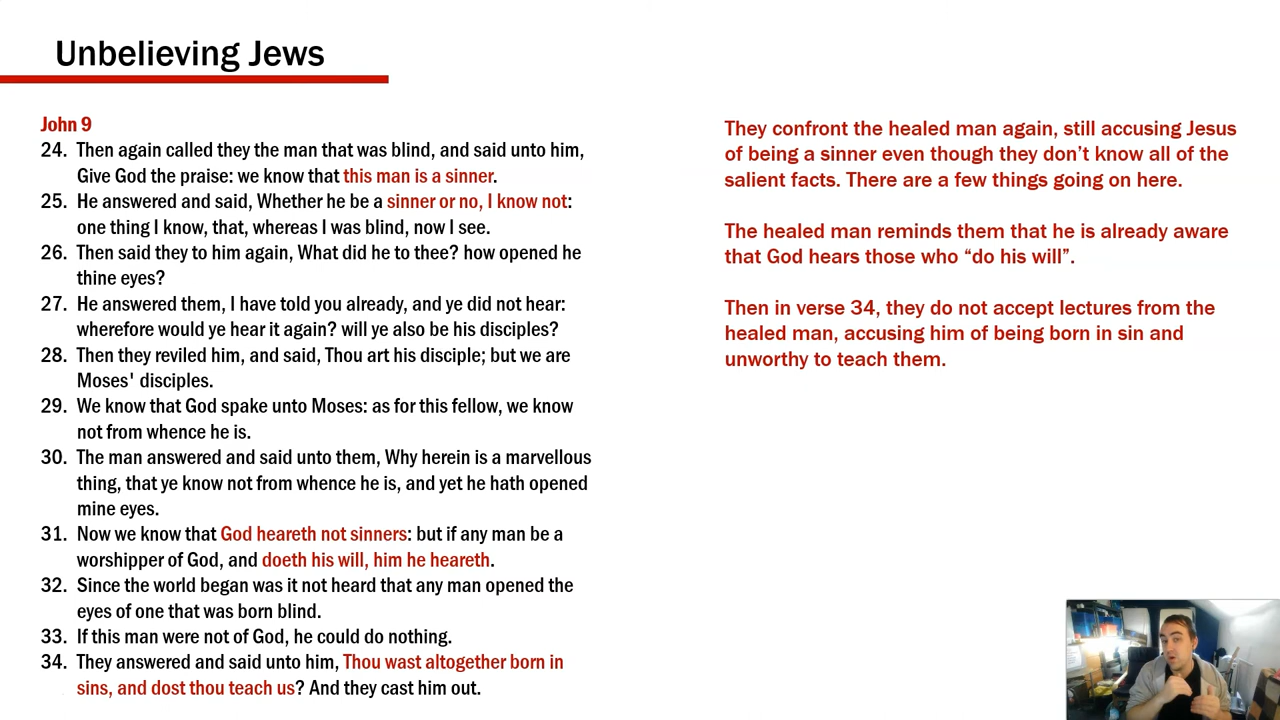 Unbelieving Jews
John 9
24. Then again called they the man that was blind, and said unto him,
Give God the praise: we know that this man is a sinner.
25. He answered and said, Whether he be a sinner or no, I know not:
one thing I know, that, whereas I was blind, now I see.
26. Then said they to him again, What did he to thee? how opened he
thine eyes?
27. He answered them, I have told you already, and ye did not hear:
wherefore would ye hear it again? will ye also be his disciples?
28. Then they reviled him, and said, Thou art his disciple; but we are
Moses' disciples.
29. We know that God spake unto Moses: as for this fellow, we know
not from whence he is.
30. The man answered and said unto them, Why herein is a marvellous
thing, that ye know not from whence he is, and yet he hath opened
mine eyes.
31. Now we know that God heareth not sinners: but if any man be a
worshipper of God, and doeth his will, him he heareth.
32. Since the world began was it not heard that any man opened the
eyes of one that was born blind.
33. If this man were not of God, he could do nothing.
34. They answered and said unto him, Thou wast altogether born in
sins, and dost thou teach us? And they cast him out.
They confront the healed man again, still accusing Jesus
of being a sinner even though they don’t know all of the
salient facts. There are a few things going on here.
The healed man reminds them that he is already aware
that God hears those who “do his will”.
Then in verse 34, they do not accept lectures from the
healed man, accusing him of being born in sin and
unworthy to teach them.